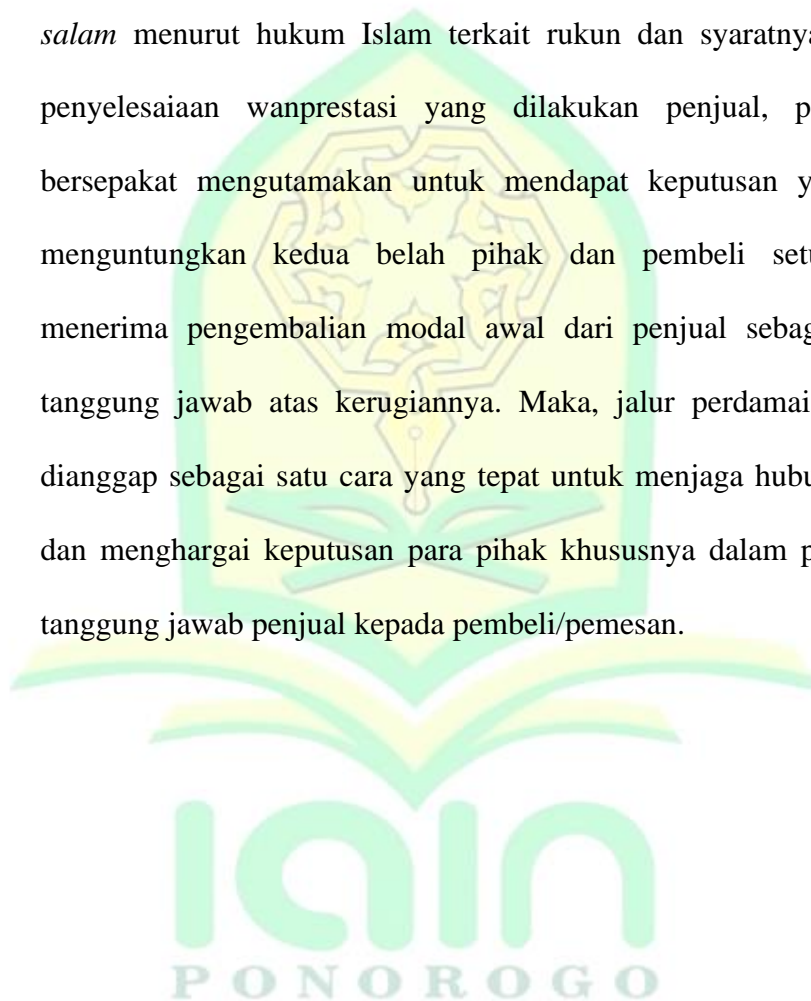 salam menurut hukum Islam terkait rukun dan syaratnya
penyelesaiaan wanprestasi yang dilakukan penjual, p
bersepakat mengutamakan untuk mendapat keputusan y
menguntungkan kedua belah pihak dan pembeli setu
menerima pengembalian modal awal dari penjual sebag
tanggung jawab atas kerugiannya. Maka, jalur perdamai
dianggap sebagai satu cara yang tepat untuk menjaga hubu
dan menghargai keputusan para pihak khususnya dalam p
tanggung jawab penjual kepada pembeli/pemesan.
iain
PONOROGO